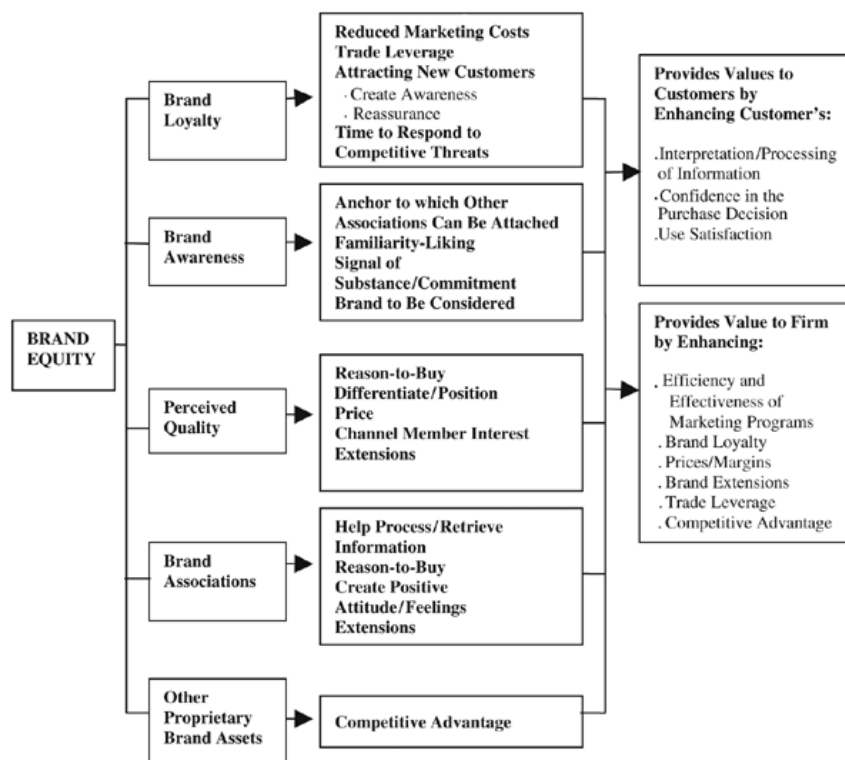 BRAND
EQUITY
Brand
Loyalty
Reduced Marketing Costs
Trade Leverage
Attracting New Customers
. Create Awareness
. Reassurance
Time to Respond to
Competitive Threats
Brand
Awareness
Anchor to which Other
Associations Can Be Attached
Familiarity-Liking
Signal of
Substance/Commitment
Brand to Be Considered
Perceived
Quality
Reason-to-Buy
Differentiate/Position
Price
Channel Member Interest
Extensions
Brand
Associations
Help Process/Retrieve
Information
Reason-to-Buy
Create Positive
Attitude/Feelings
Extensions
Other
Proprietary
Brand Assets
Competitive Advantage
Provides Values to
Customers by
Enhancing Customer's:
.Interpretation/Processing
of Information
.Confidence in the
Purchase Decision
.Use Satisfaction
Provides Value to Firm
by Enhancing:
. Efficiency and
Effectiveness of
Marketing Programs
. Brand Loyalty
. Prices/Margins
. Brand Extensions
. Trade Leverage
. Competitive Advantage